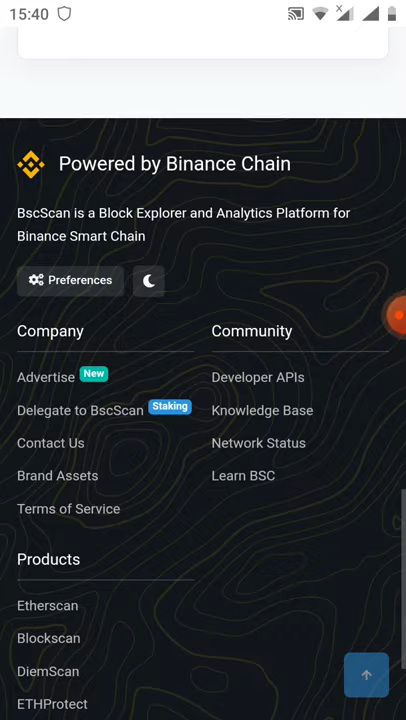 15:40
Powered by Binance Chain
BscScan is a Block Explorer and Analytics Platform for
Binance Smart Chain
Preferences
Company
Advertise New
Delegate to BscScan Staking
Contact Us
Brand Assets
Terms of Service
Community
Developer APIs
Knowledge Base
Network Status
Learn BSC
Products
Etherscan
Blockscan
DiemScan
ETHProtect